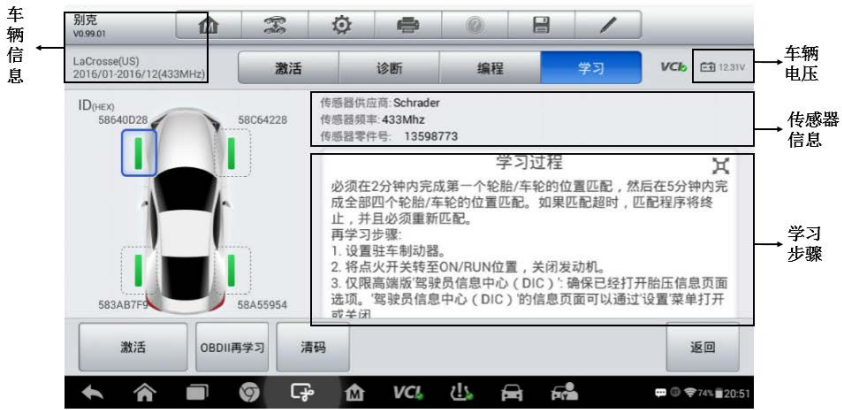 车辆信息
别克
V0.99.01
LaCrosse(US)
2016/01-2016/12(433MHz)
激活
诊断
编程
学习
VCI
12.31V
车辆
电压
ID(HEX)
58640D28
58C64228
583AB7F9
58A55954
传感器供应商: Schrader
传感器频率: 433Mhz
传感器零件号: 13598773
传感器
信息
学习过程
必须在2分钟内完成第一个轮胎/车轮的位置匹配，然后在5分钟内完
成全部四个轮胎/车轮的位置匹配。如果匹配超时，匹配程序将终
止，并且必须重新匹配。
再学习步骤:
1. 设置驻车制动器。
2. 将点火开关转至ON/RUN位置，关闭发动机。
3. 仅限高端版'驾驶员信息中心（DIC）': 确保已经打开胎压信息页面
选项。'驾驶员信息中心（DIC）'的信息页面可以通过'设置'菜单打开
或关闭
学习
步骤
激活
OBDII再学习
清码
返回
M
VCI
74% 20:51